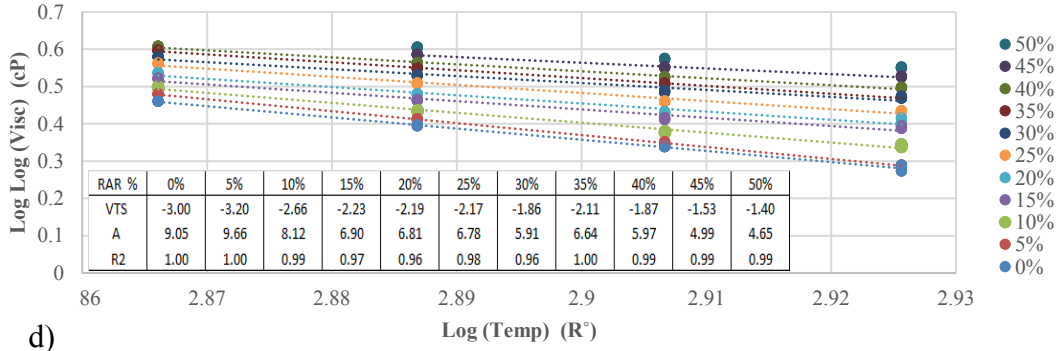 Log Log (Visc) (cP)
0.7
0.6
0.5
0.4
0.3
0.2
0.1
0
RAR % 0% 5% 10% 15% 20% 25% 30% 35% 40% 45% 50%
VTS -3.00 -3.20 -2.66 -2.23 -2.19 -2.17 -1.86 -2.11 -1.87 -1.53 -1.40
A 9.05 9.66 8.12 6.90 6.81 6.78 5.91 6.64 5.97 4.99 4.65
R2 1.00 1.00 0.99 0.97 0.96 0.98 0.96 1.00 0.99 0.99 0.99
86 2.87 2.88 2.89 2.9 2.91 2.92 2.93
Log (Temp) (R˚)
50%
45%
40%
35%
30%
25%
20%
15%
10%
5%
0%
d)